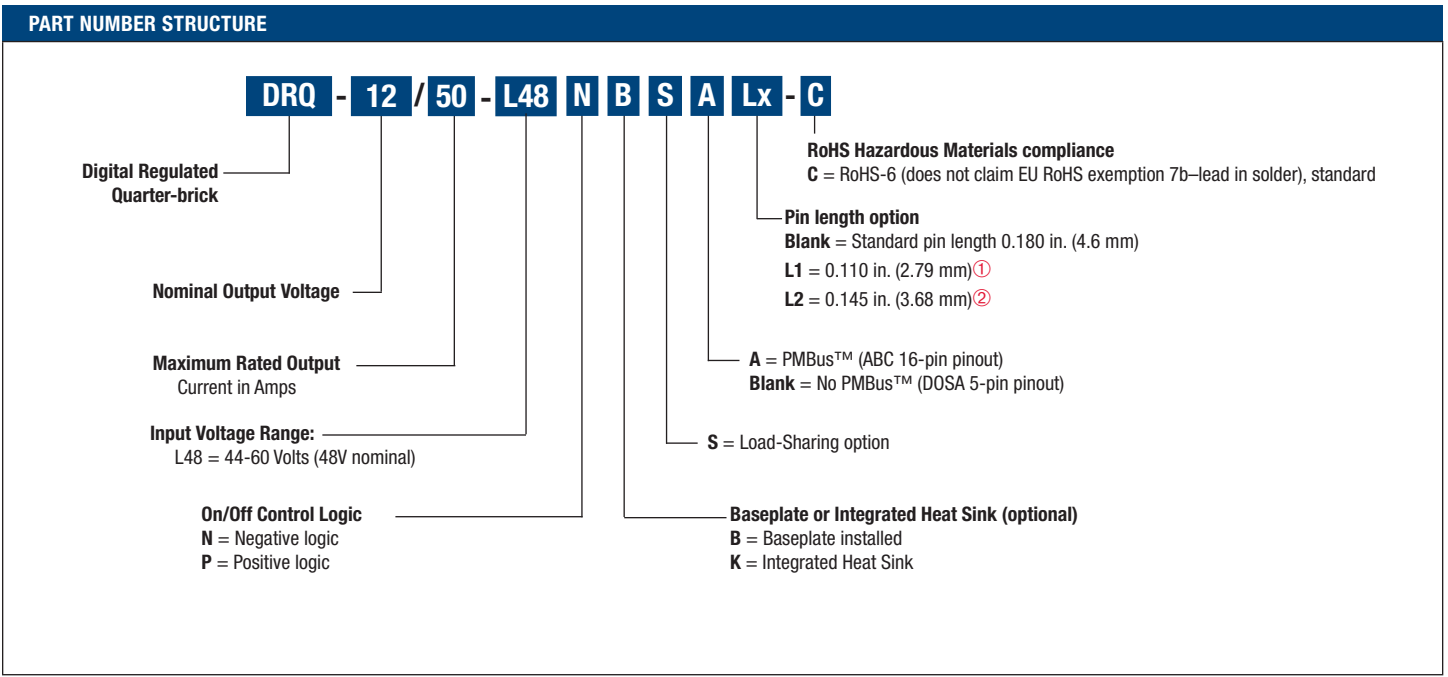 PART NUMBER STRUCTURE
DRQ - 12 / 50 - L48 N B S A Lx - C
RoHS Hazardous Materials compliance
C = RoHS-6 (does not claim EU RoHS exemption 7b–lead in solder), standard
Digital Regulated
Quarter-brick
Pin length option
Blank = Standard pin length 0.180 in. (4.6 mm)
L1 = 0.110 in. (2.79 mm)①
L2 = 0.145 in. (3.68 mm)②
Nominal Output Voltage
Maximum Rated Output
Current in Amps
A = PMBus™ (ABC 16-pin pinout)
Blank = No PMBus™ (DOSA 5-pin pinout)
Input Voltage Range:
L48 = 44-60 Volts (48V nominal)
S = Load-Sharing option
On/Off Control Logic
N = Negative logic
P = Positive logic
Baseplate or Integrated Heat Sink (optional)
B = Baseplate installed
K = Integrated Heat Sink